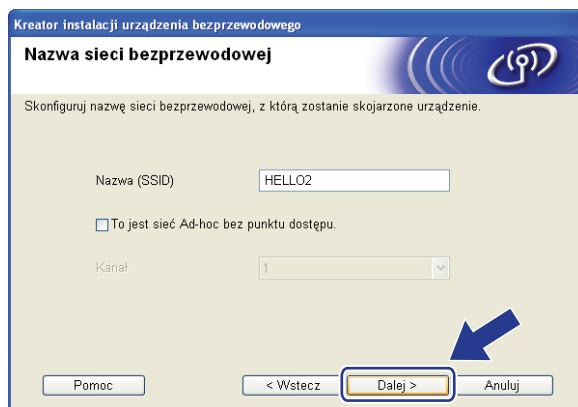 Kreator instalacji urządzenia bezprzewodowego
Nazwa sieci bezprzewodowej
Skonfiguruj nazwę sieci bezprzewodowej, z którą zostanie skojarzone urządzenie.
Nazwa (SSID) HELLO2
To jest sieć Ad-hoc bez punktu dostępu.
Kanał 1
Pomoc < Wstecz Dalej > Anuluj